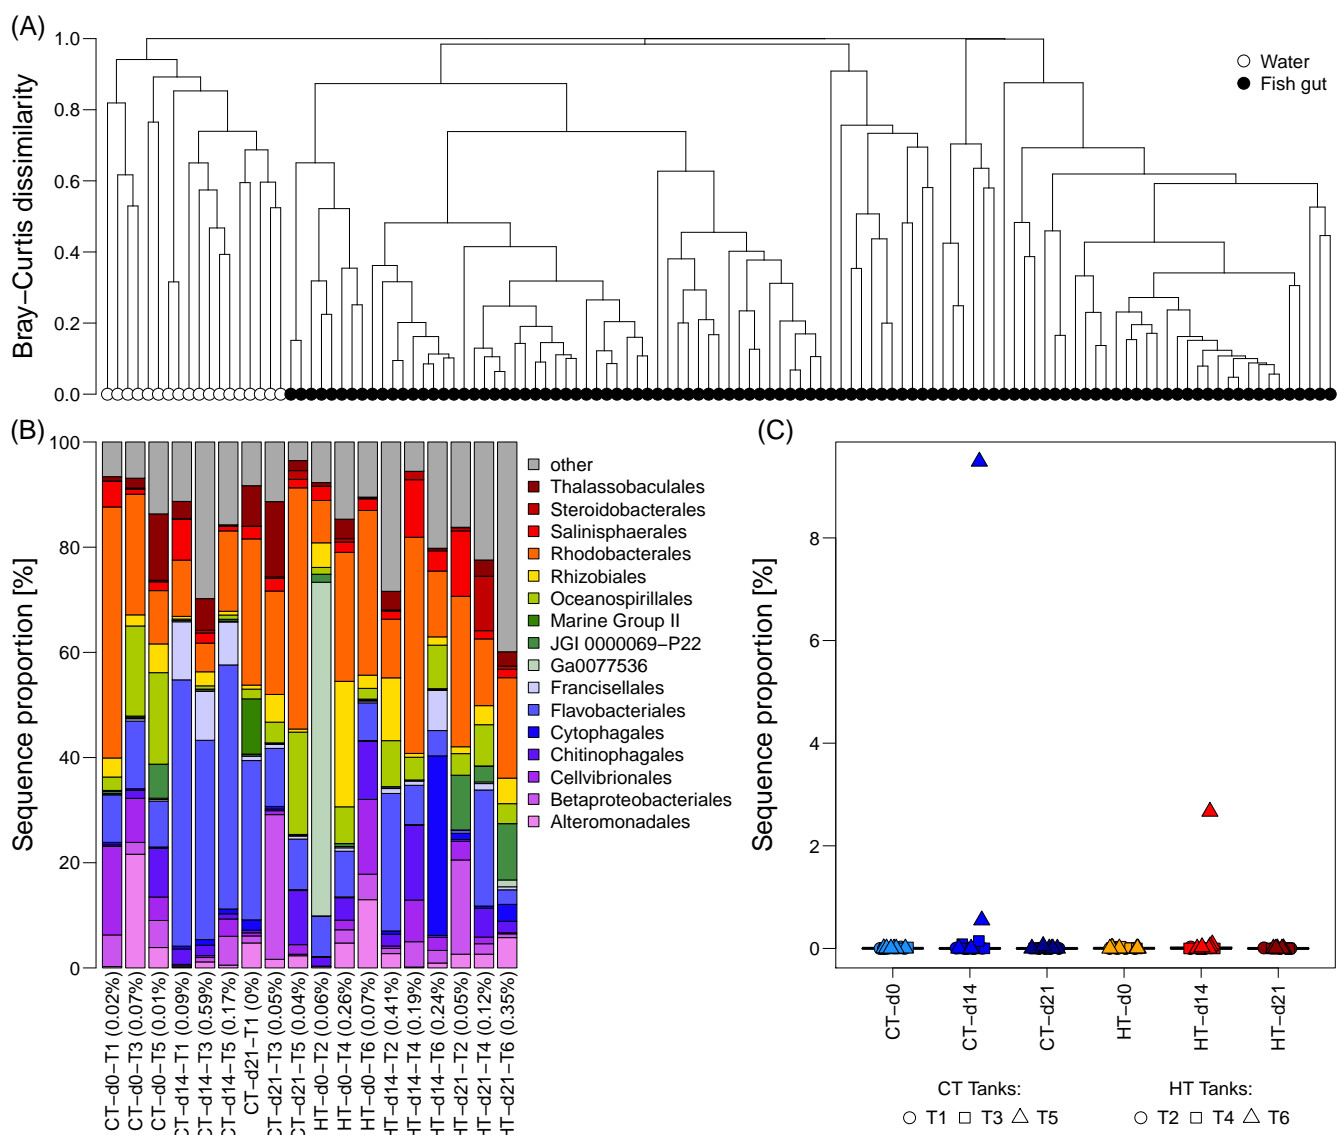 (A)
Bray−Curtis dissimilarity
1.0
0.8
0.6
0.4
0.2
0.0
Water
Fish gut
(B)
Sequence proportion [%]
100
80
60
40
20
0
other
Thalassobaculales
Steroidobacterales
Salinisphaerales
Rhodobacterales
Rhizobiales
Oceanospirillales
Marine Group II
JGI 0000069−P22
Ga0077536
Francisellales
Flavobacteriales
Cytophagales
Chitinophagales
Cellvibrionales
Betaproteobacteriales
Alteromonadales
CT−d0−T1 (0.02%)
CT−d0−T3 (0.07%)
CT−d0−T5 (0.01%)
CT−d14−T1 (0.09%)
CT−d14−T3 (0.59%)
CT−d14−T5 (0.17%)
CT−d21−T1 (0%)
CT−d21−T3 (0.05%)
CT−d21−T5 (0.04%)
HT−d0−T2 (0.06%)
HT−d0−T4 (0.26%)
HT−d0−T6 (0.07%)
HT−d14−T2 (0.41%)
HT−d14−T4 (0.19%)
HT−d14−T6 (0.24%)
HT−d21−T2 (0.05%)
HT−d21−T4 (0.12%)
HT−d21−T6 (0.35%)
(C)
Sequence proportion [%]
8
6
4
2
0
CT−d0
CT−d14
CT−d21
HT−d0
HT−d14
HT−d21
CT Tanks:
T1 T3 T5
HT Tanks:
T2 T4 T6